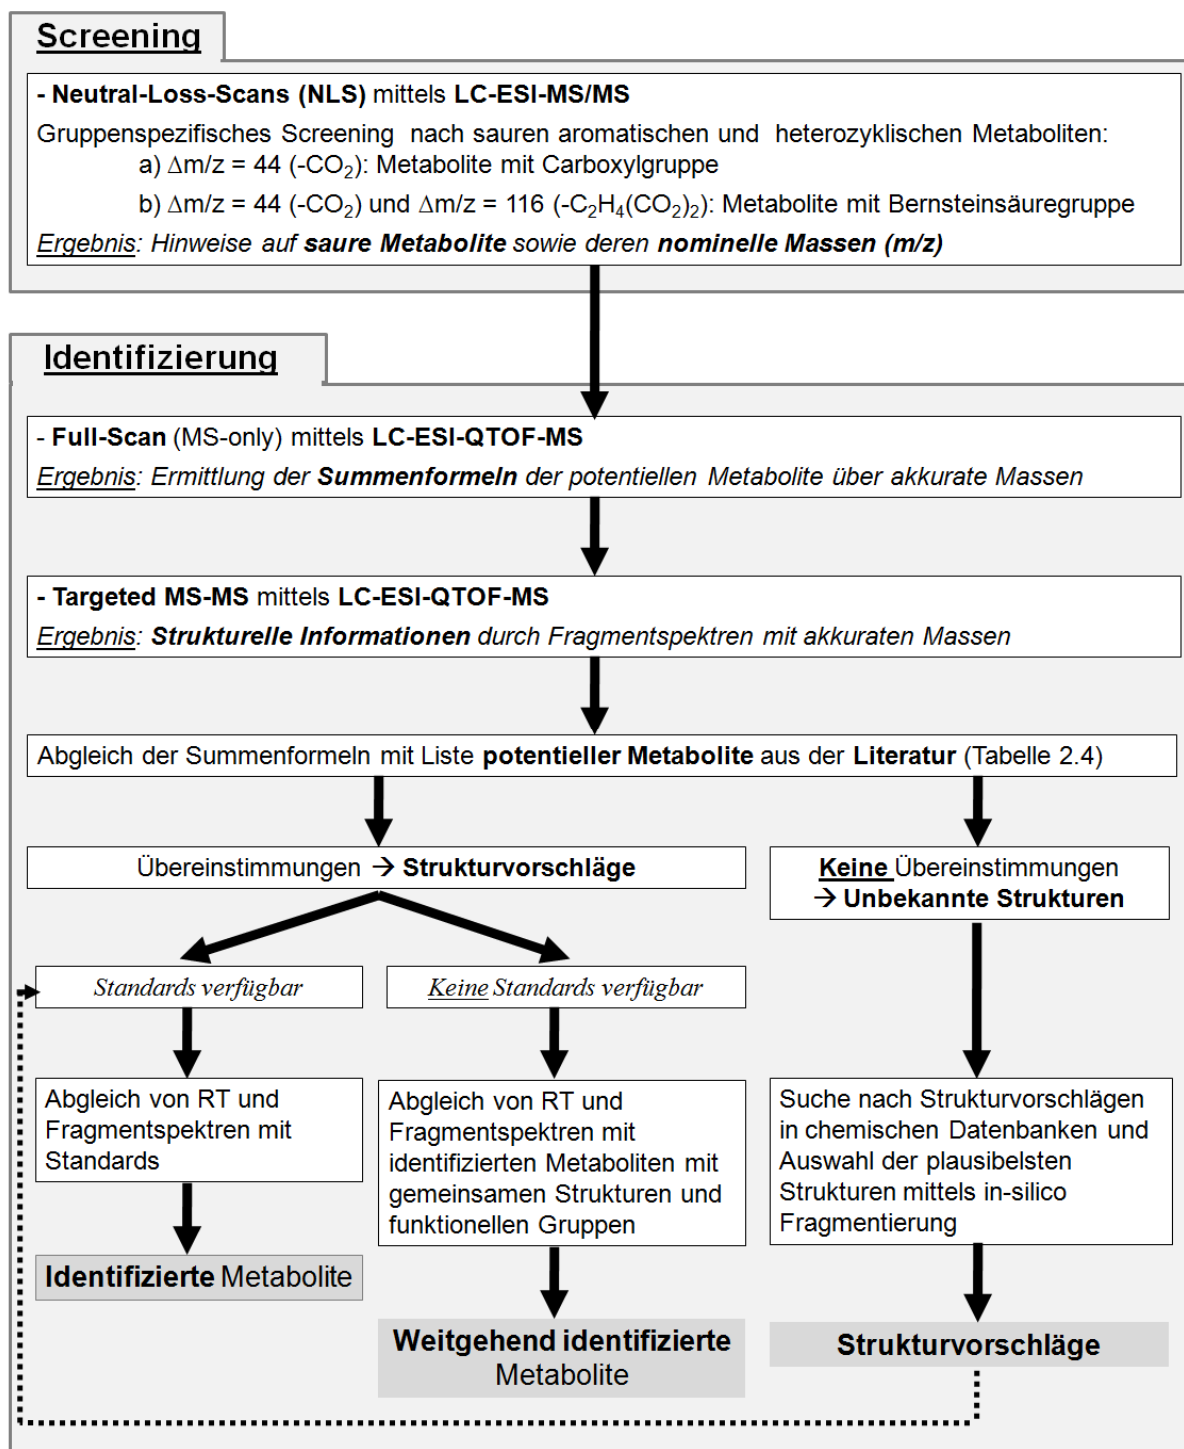 Screening
- Neutral-Loss-Scans (NLS) mittels LC-ESI-MS/MS
Gruppenspezifisches Screening nach sauren aromatischen und heterozyklischen Metaboliten:
a) Δm/z = 44 (-CO₂): Metabolite mit Carboxylgruppe
b) Δm/z = 44 (-CO₂) und Δm/z = 116 (-C₂H₄(CO₂)₂): Metabolite mit Bernsteinsäuregruppe
Ergebnis: Hinweise auf saure Metabolite sowie deren nominelle Massen (m/z)
Identifizierung
- Full-Scan (MS-only) mittels LC-ESI-QTOF-MS
Ergebnis: Ermittlung der Summenformeln der potentiellen Metabolite über akkurate Massen
- Targeted MS-MS mittels LC-ESI-QTOF-MS
Ergebnis: Strukturelle Informationen durch Fragmentspektren mit akkuraten Massen
Abgleich der Summenformeln mit Liste potentieller Metabolite aus der Literatur (Tabelle 2.4)
Übereinstimmungen → Strukturvorschläge
Keine Übereinstimmungen
→ Unbekannte Strukturen
Standards verfügbar
Keine Standards verfügbar
Abgleich von RT und
Fragmentspektren mit
Standards
Abgleich von RT und
Fragmentspektren mit
identifizierten Metaboliten mit
gemeinsamen Strukturen und
funktionellen Gruppen
Suche nach Strukturvorschlägen
in chemischen Datenbanken und
Auswahl der plausibelsten
Strukturen mittels in-silico
Fragmentierung
Identifizierte Metabolite
Weitgehend identifizierte
Metabolite
Strukturvorschläge